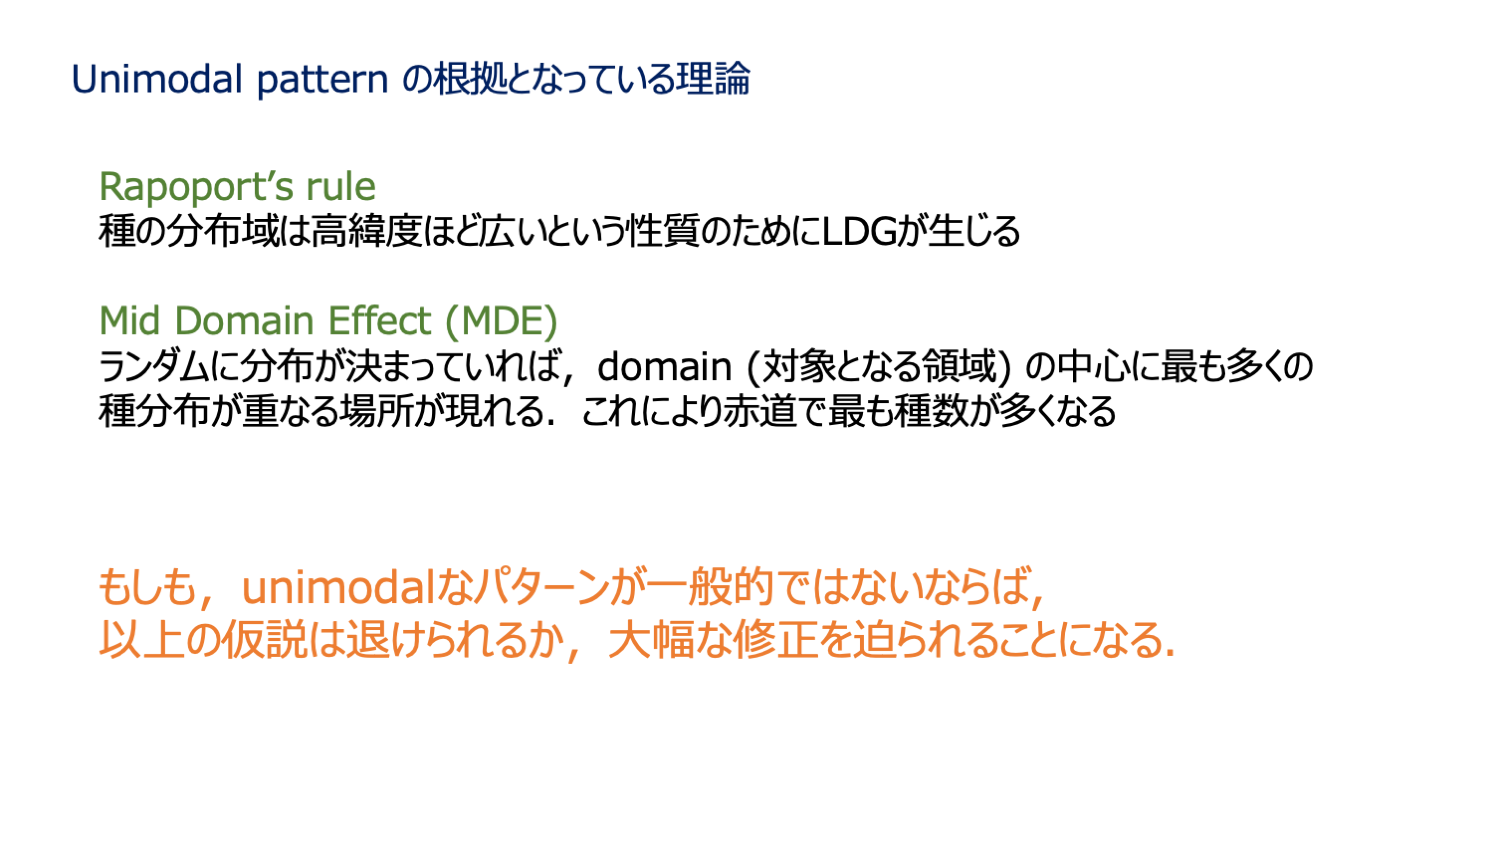 Unimodal pattern の根拠となっている理論
Rapoport’s rule
種の分布域は高緯度ほど広いという性質のためにLDGが生じる
Mid Domain Effect (MDE)
ランダムに分布が決まっていれば，domain (対象となる領域) の中心に最も多くの
種分布が重なる場所が現れる．これにより赤道で最も種数が多くなる
もしも，unimodalなパターンが一般的ではないならば，
以上の仮説は退けられるか，大幅な修正を迫られることになる．